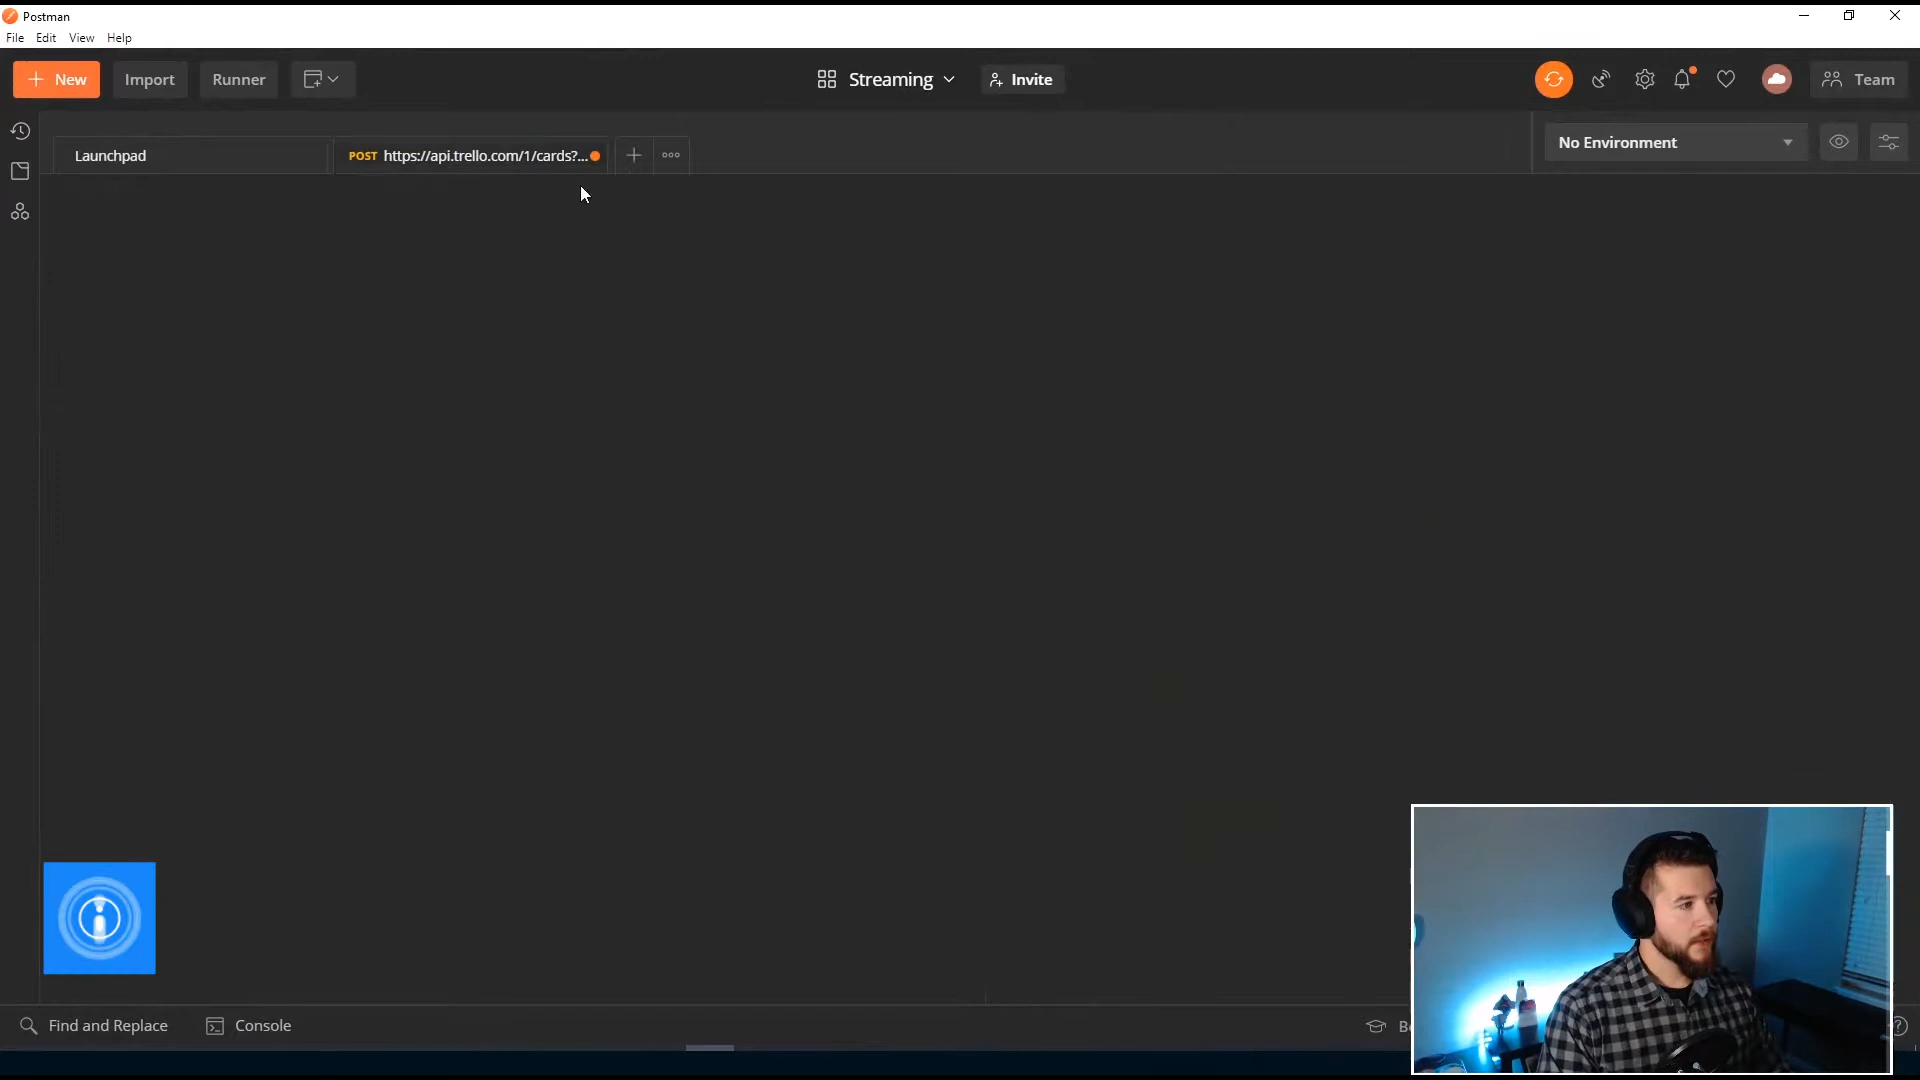 Postman
File Edit View Help
New Import Runner Streaming Invite Team
Launchpad POST https://api.trello.com/1/cards?... No Environment
Find and Replace Console